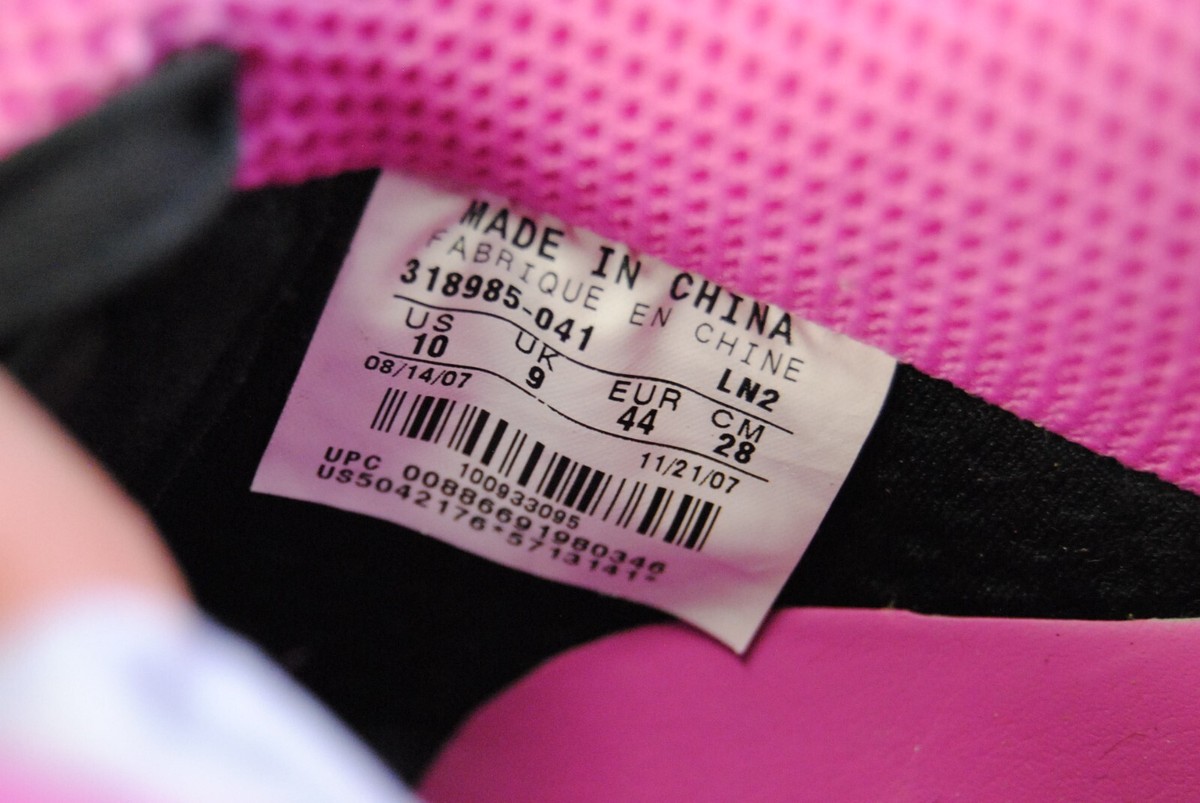 MADE IN CHINA
FABRIQUE EN CHINE
318985-041 LN2
US UK EUR CM
10 9 44 28
08/14/07 11/21/07
100933095
UPC 00886691980346
US5042176*5713141*